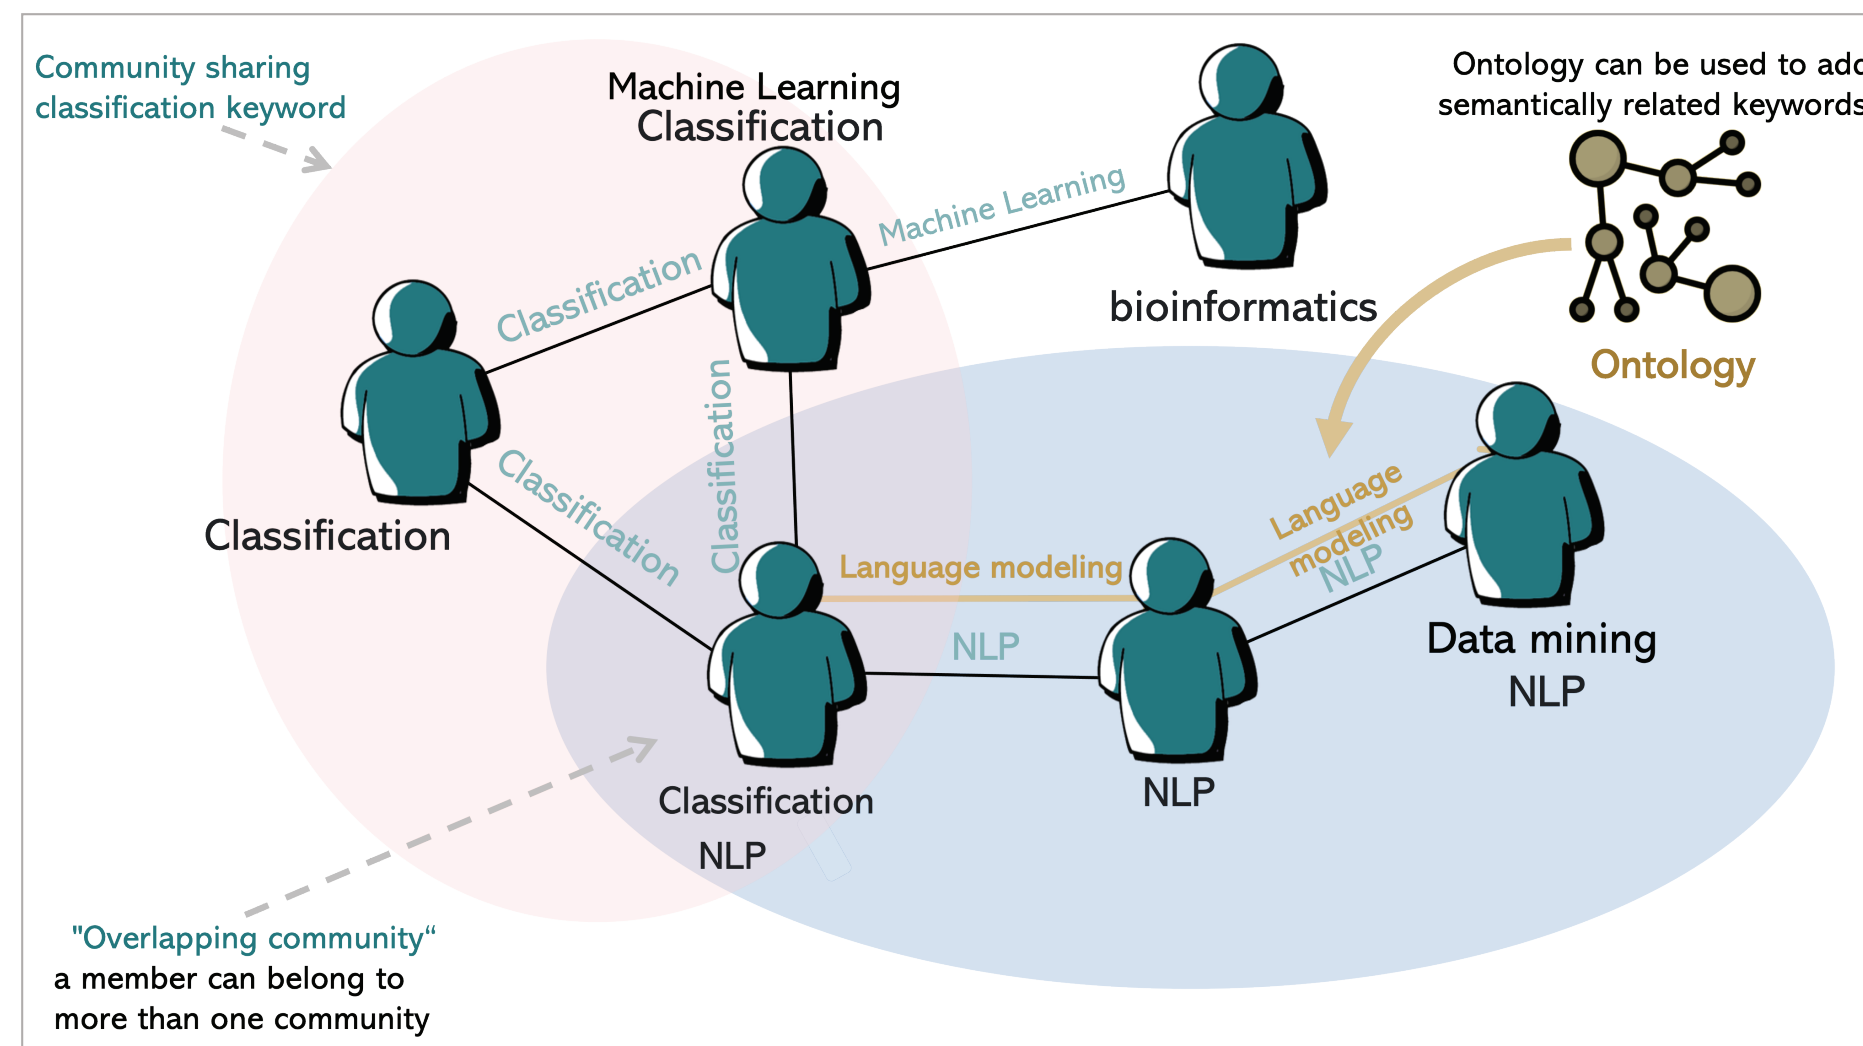 Community sharing
classification keyword
Machine Learning
Classification
Ontology can be used to add
semantically related keywords
Machine Learning
Classification
bioinformatics
Ontology
Classification
Classification
Classification
Language
modeling
NLP
Language modeling
NLP
Data mining
NLP
Classification
NLP
NLP
"Overlapping community“
a member can belong to
more than one community